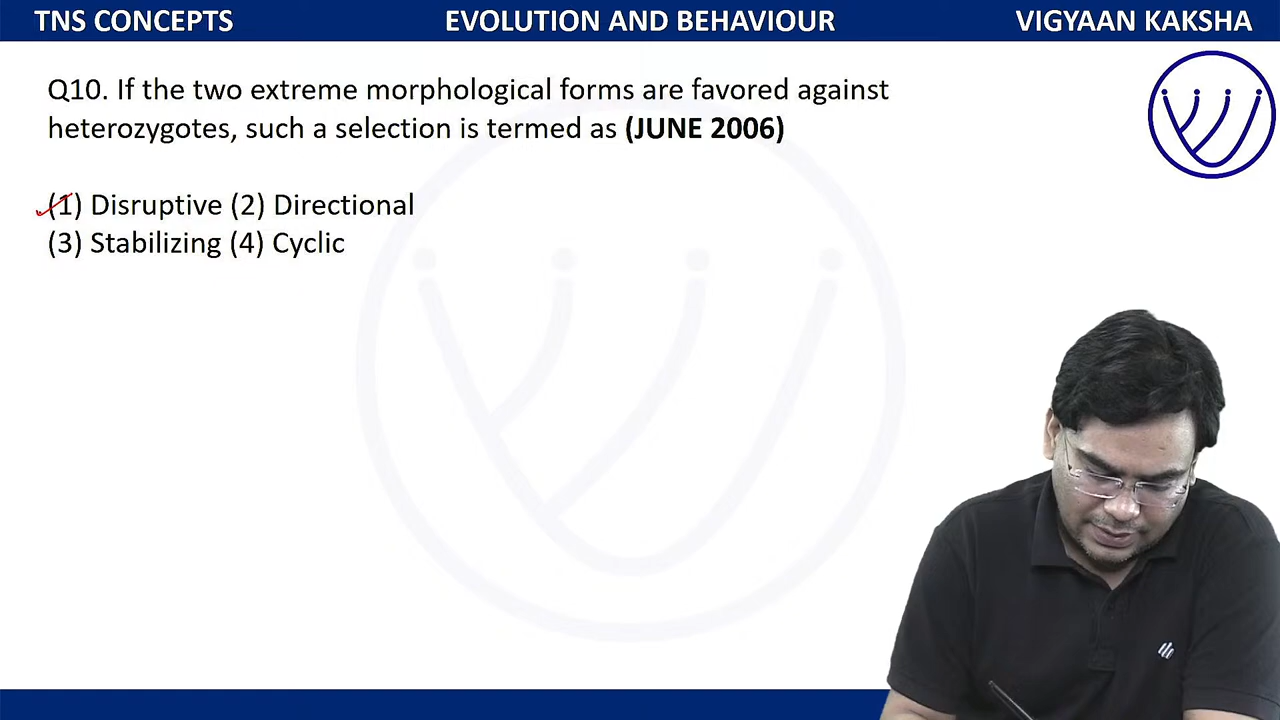 TNS CONCEPTS
EVOLUTION AND BEHAVIOUR
VIGYAAN KAKSHA
Q10. If the two extreme morphological forms are favored against
heterozygotes, such a selection is termed as (JUNE 2006)
(1) Disruptive (2) Directional
(3) Stabilizing (4) Cyclic